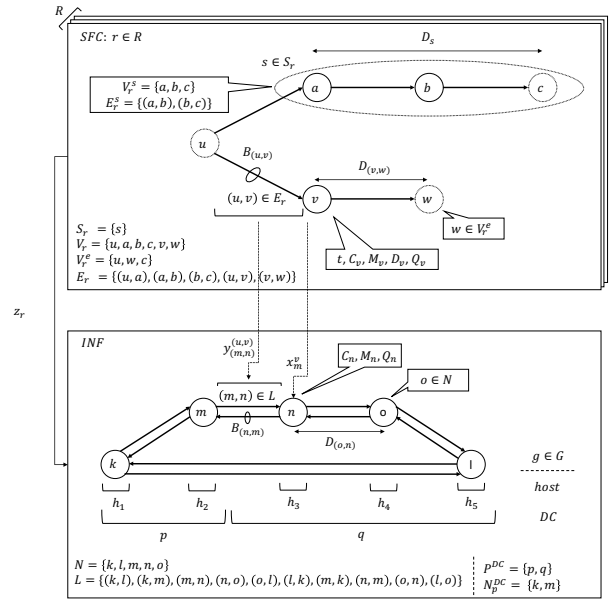 R
SFC: r ∈ R
D_s
s ∈ S_r
V_r^s = {a, b, c}
E_r^s = {(a, b), (b, c)}
a
b
c
u
B_(u,v)
D_(v,w)
(u, v) ∈ E_r
v
w
w ∈ V_r^e
S_r = {s}
V_r = {u, a, b, c, v, w}
V_r^e = {u, w, c}
E_r = {(u, a), (a, b), (b, c), (u, v), (v, w)}
t, C_v, M_v, D_v, Q_v
z_r
INF
y_(m,n)^(u,v)
x_m^v
C_n, M_n, Q_n
(m, n) ∈ L
o ∈ N
m
n
o
B_(n,m)
D_(o,n)
k
l
g ∈ G
h_1
h_2
h_3
h_4
h_5
host
p
q
DC
N = {k, l, m, n, o}
L = {(k, l), (k, m), (m, n), (n, o), (o, l), (l, k), (m, k), (n, m), (o, n), (l, o)}
P^DC = {p, q}
N_p^DC = {k, m}